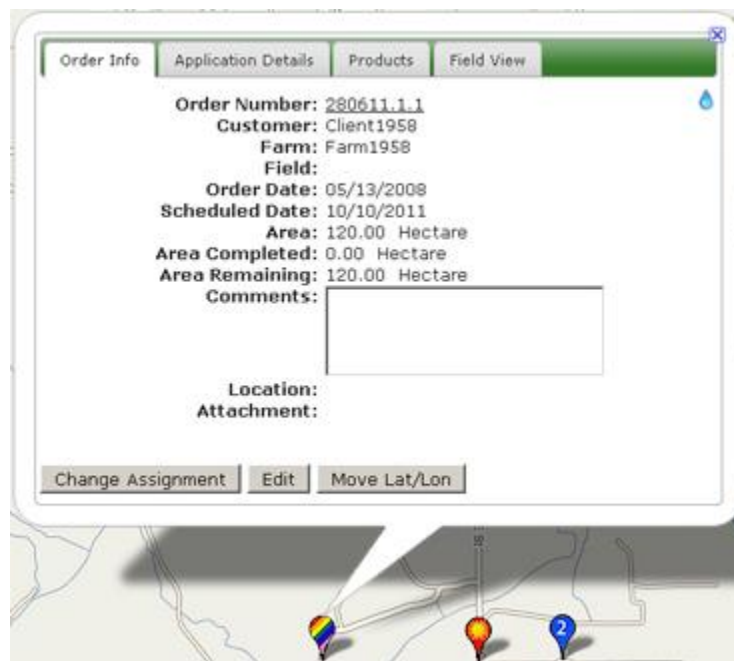 Order Info Application Details Products Field View
Order Number: 280611.1.1
Customer: Client1958
Farm: Farm1958
Field:
Order Date: 05/13/2008
Scheduled Date: 10/10/2011
Area: 120.00 Hectare
Area Completed: 0.00 Hectare
Area Remaining: 120.00 Hectare
Comments:
Location:
Attachment:
Change Assignment Edit Move Lat/Lon
2